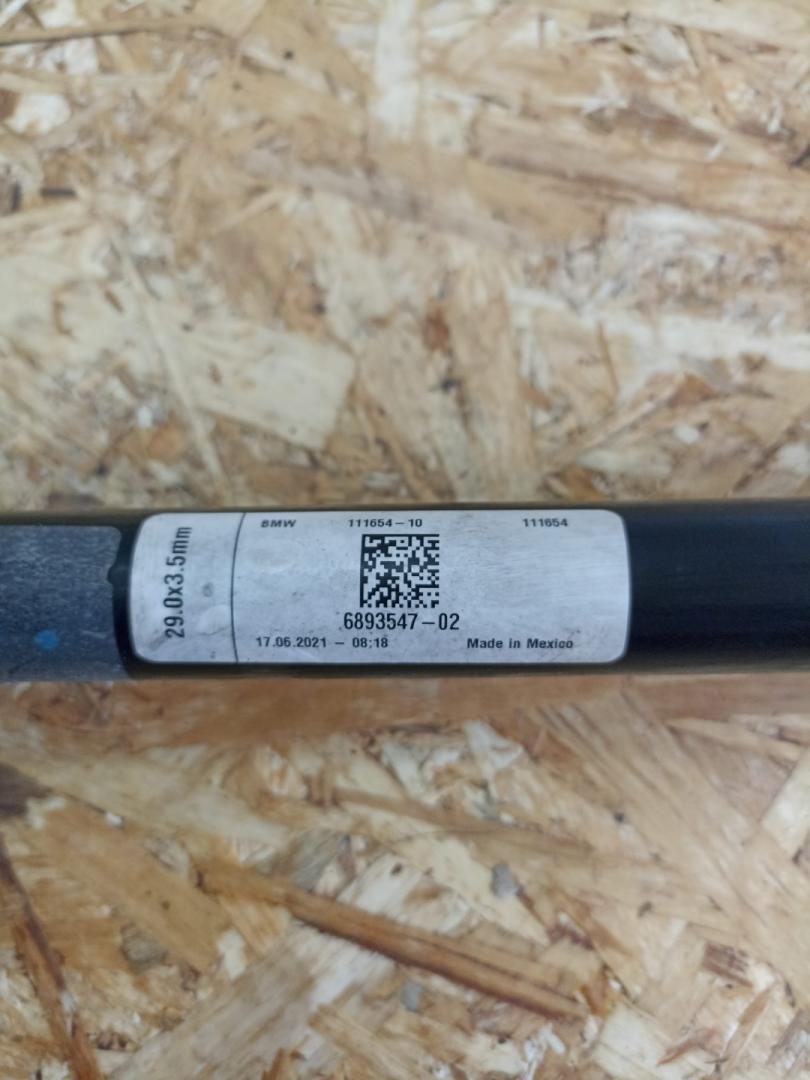 29.0x3.5mm
BMW 111654-10 111654
6893547-02
17.06.2021 - 08:18 Made in Mexico